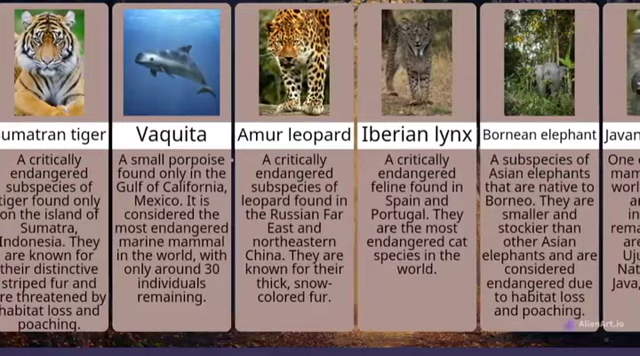 umatran tiger
A critically
endangered
subspecies of
tiger found only
on the island of
Sumatra,
Indonesia. They
are known for
their distinctive
striped fur and
re threatened by
habitat loss and
poaching.
Vaquita
A small porpoise
found only in the
Gulf of California,
Mexico. It is
considered the
most endangered
marine mammal
in the world, with
only around 30
individuals
remaining.
Amur leopard
A critically
endangered
subspecies of
leopard found in
the Russian Far
East and
northeastern
China. They are
known for their
thick, snow-
colored fur.
Iberian lynx
A critically
endangered
feline found in
Spain and
Portugal. They
are the most
endangered cat
species in the
world.
Bornean elephant
A subspecies of
Asian elephants
that are native to
Borneo. They are
smaller and
stockier than
other Asian
elephants and are
considered
endangered due
to habitat loss
and poaching.
Javan
One o
mam
wor
ar
in
rema
are
Uju
Nat
Java,
AlienArt.io